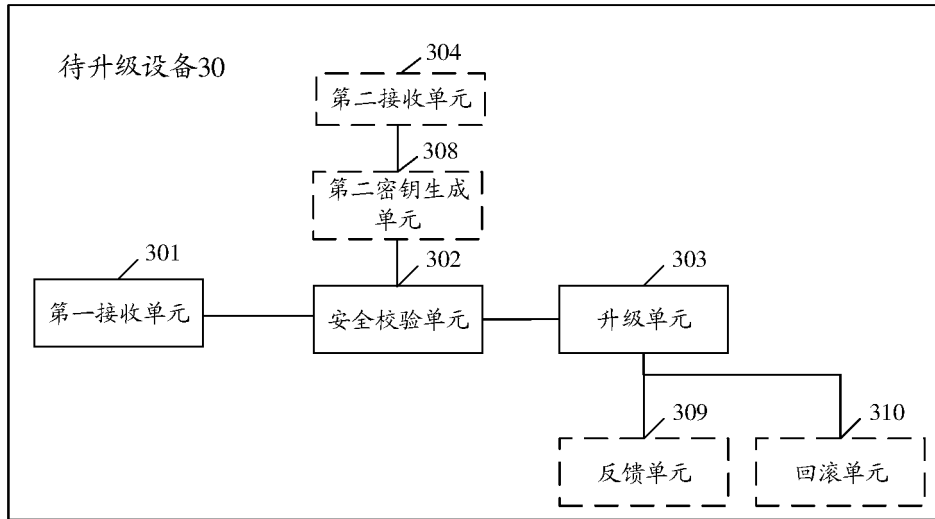 待升级设备30
304
第二接收单元
308
第二密钥生成
单元
301
302
303
第一接收单元
安全校验单元
升级单元
309
310
反馈单元
回滚单元